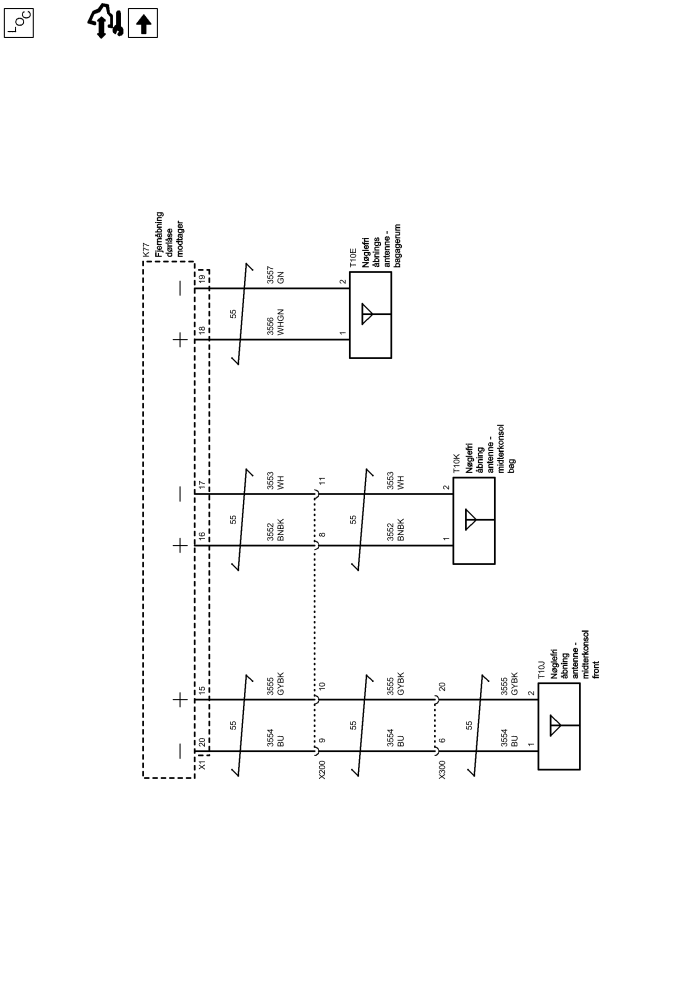 LOC
K77
Fjernåbning
dørlåse
modtager
X1
20
15
16
17
18
19
55
55
55
3554
BU
3555
GYBK
3552
BNBK
3553
WH
3556
WHGN
3557
GN
X200
9
10
8
11
55
55
3554
BU
3555
GYBK
3552
BNBK
3553
WH
X300
6
20
55
3554
BU
3555
GYBK
1
2
T10E
Nøglefri
åbnings
antenne -
bagagerum
1
2
T10K
Nøglefri
åbning
antenne -
midterkonsol
bag
1
2
T10J
Nøglefri
åbning
antenne -
midterkonsol
front